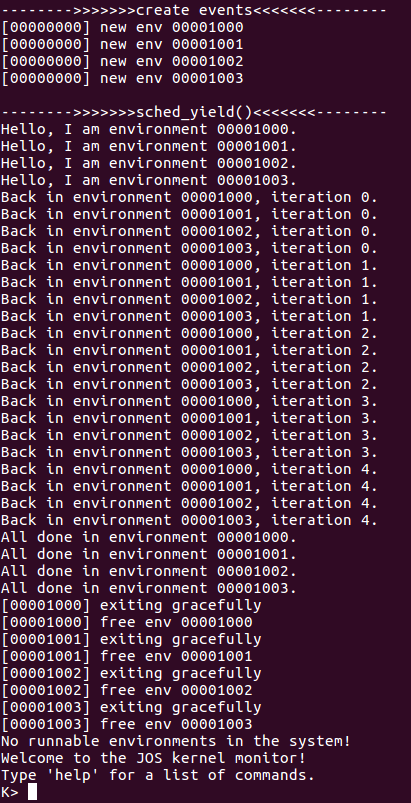 -------->>>>>>>create events<<<<<<<--------
[00000000] new env 00001000
[00000000] new env 00001001
[00000000] new env 00001002
[00000000] new env 00001003
-------->>>>>>>sched_yield()<<<<<<<--------
Hello, I am environment 00001000.
Hello, I am environment 00001001.
Hello, I am environment 00001002.
Hello, I am environment 00001003.
Back in environment 00001000, iteration 0.
Back in environment 00001001, iteration 0.
Back in environment 00001002, iteration 0.
Back in environment 00001003, iteration 0.
Back in environment 00001000, iteration 1.
Back in environment 00001001, iteration 1.
Back in environment 00001002, iteration 1.
Back in environment 00001003, iteration 1.
Back in environment 00001000, iteration 2.
Back in environment 00001001, iteration 2.
Back in environment 00001002, iteration 2.
Back in environment 00001003, iteration 2.
Back in environment 00001000, iteration 3.
Back in environment 00001001, iteration 3.
Back in environment 00001002, iteration 3.
Back in environment 00001003, iteration 3.
Back in environment 00001000, iteration 4.
Back in environment 00001001, iteration 4.
Back in environment 00001002, iteration 4.
Back in environment 00001003, iteration 4.
All done in environment 00001000.
All done in environment 00001001.
All done in environment 00001002.
All done in environment 00001003.
[00001000] exiting gracefully
[00001000] free env 00001000
[00001001] exiting gracefully
[00001001] free env 00001001
[00001002] exiting gracefully
[00001002] free env 00001002
[00001003] exiting gracefully
[00001003] free env 00001003
No runnable environments in the system!
Welcome to the JOS kernel monitor!
Type 'help' for a list of commands.
K>